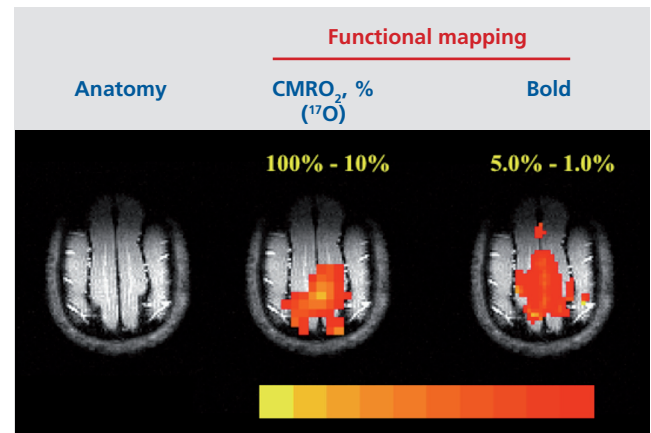 Functional mapping
Anatomy
CMRO₂, %
(¹⁷O)
Bold
100% - 10%
5.0% - 1.0%